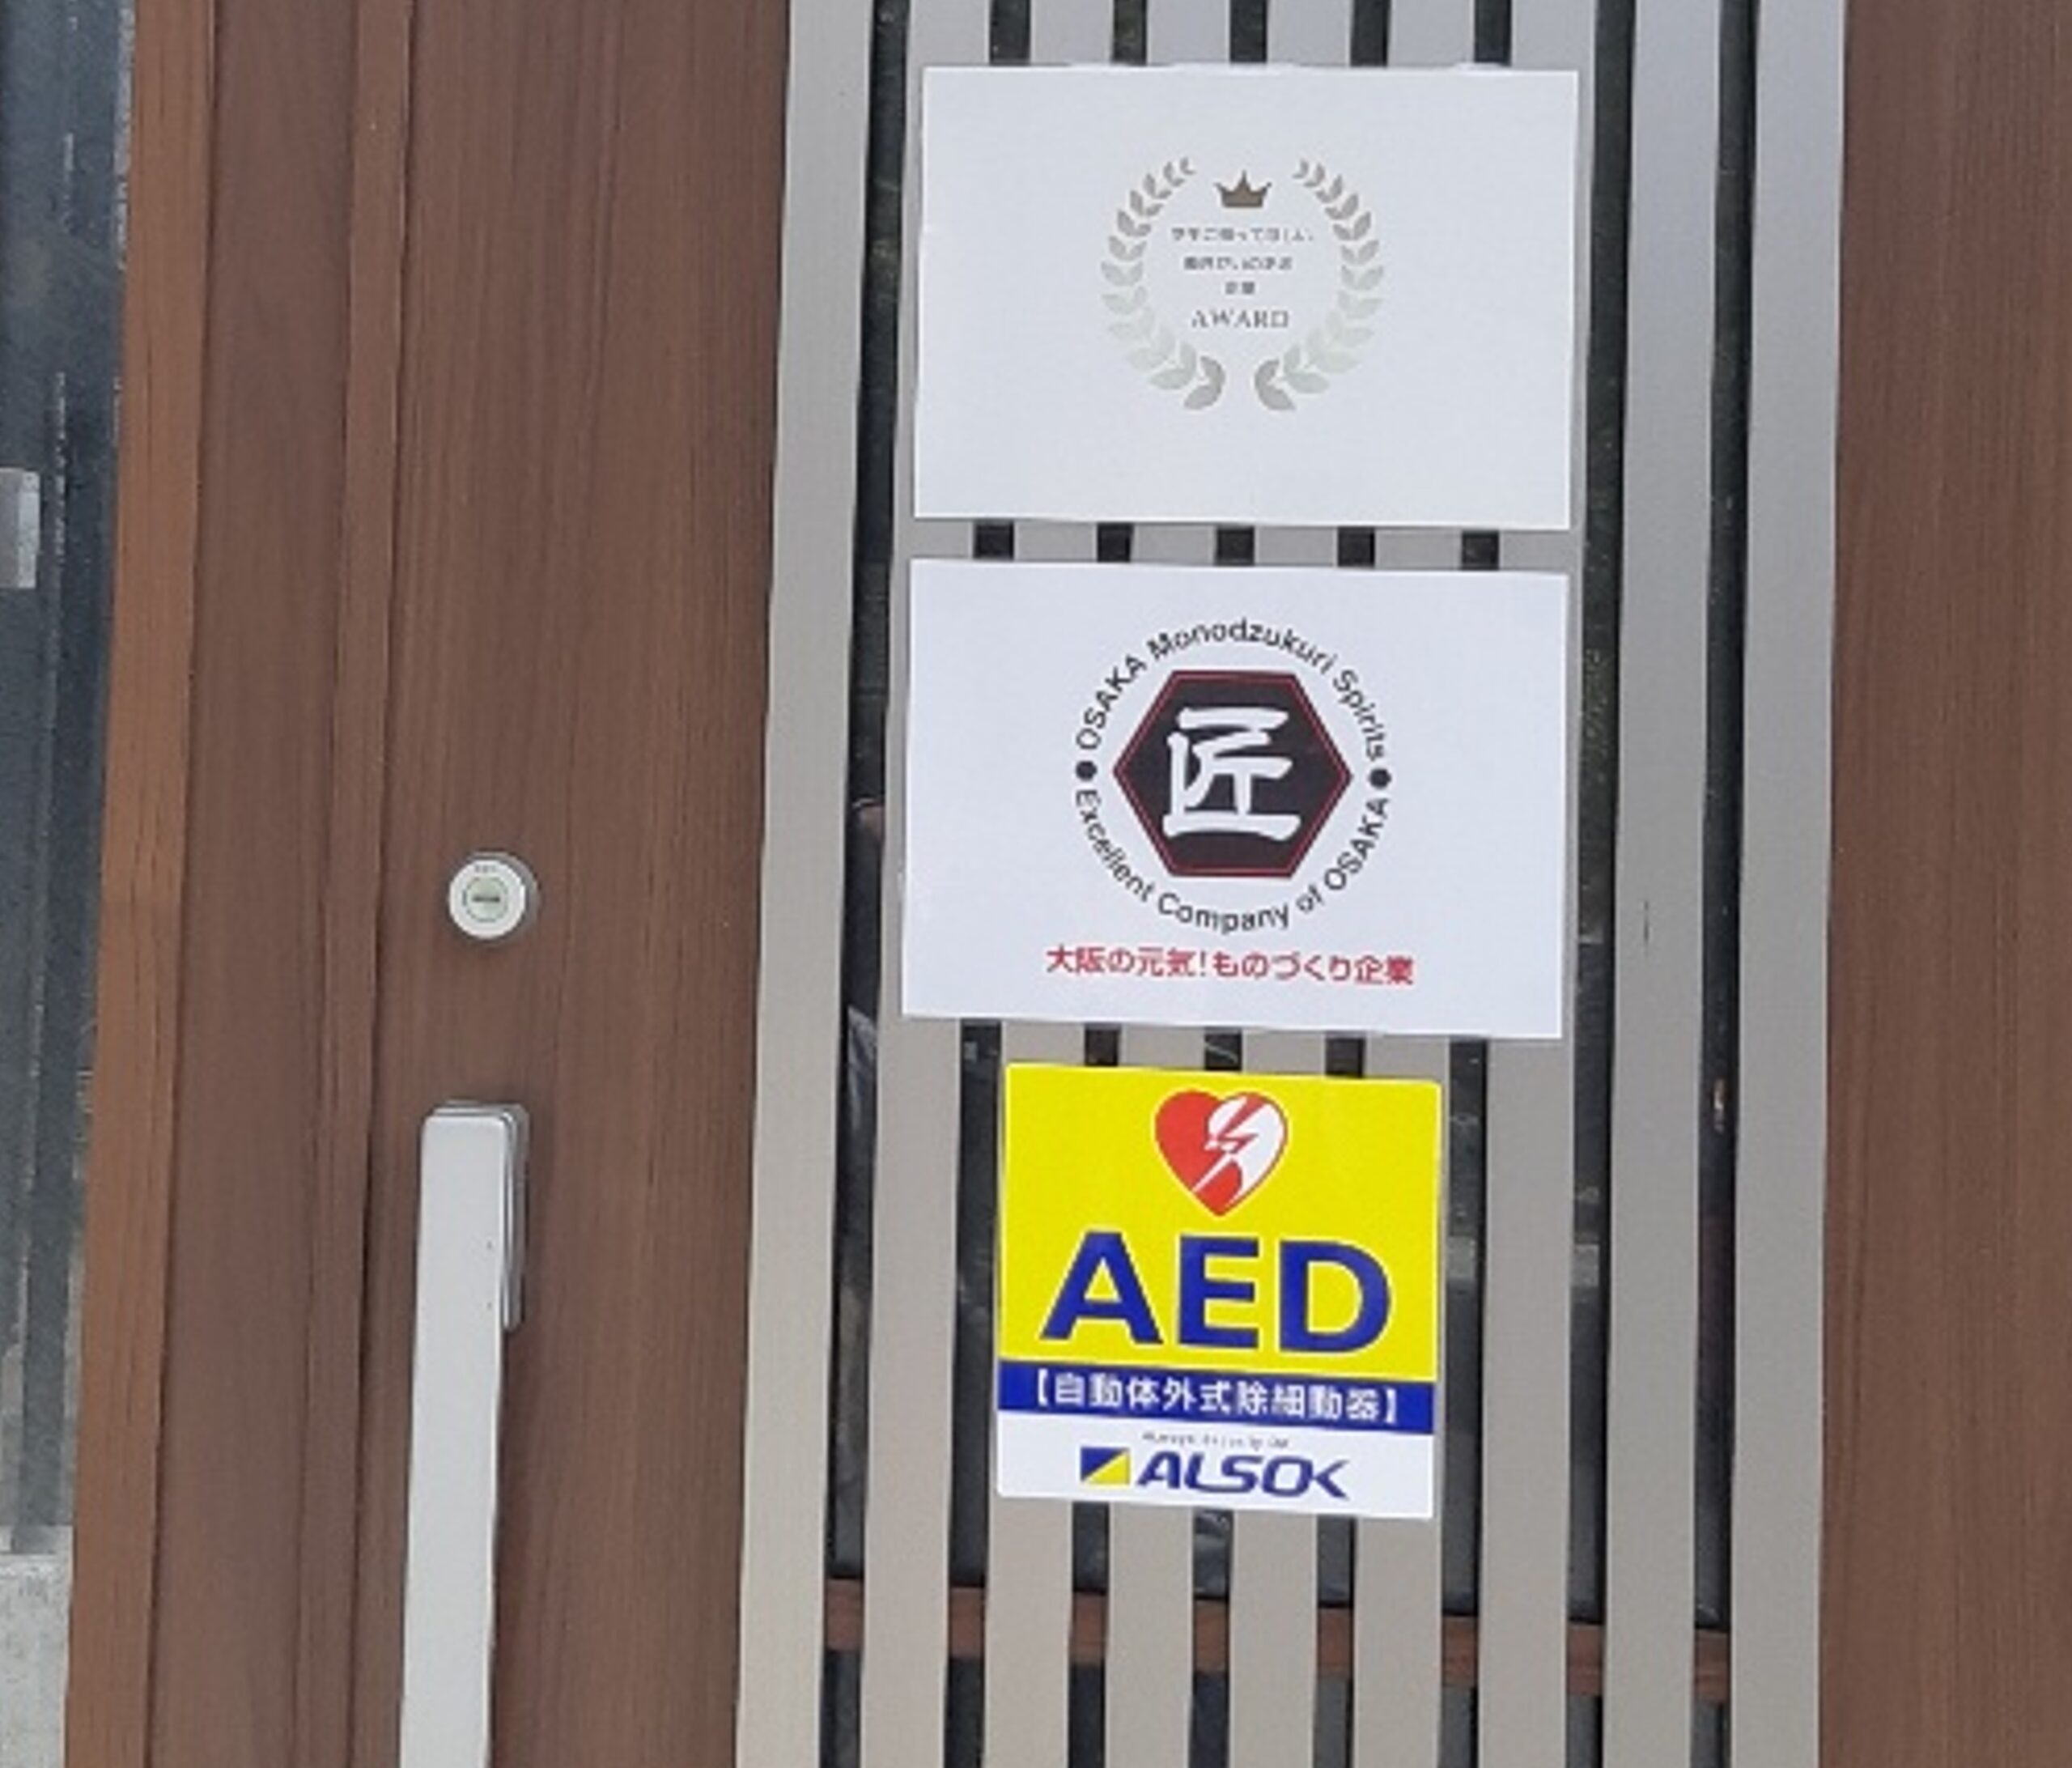 AWARD
OSAKA Monodzukuri Spirits
匠
Excellent Company of OSAKA
大阪の元気!ものづくり企業
AED
【自動体外式除細動器】
ALSOK